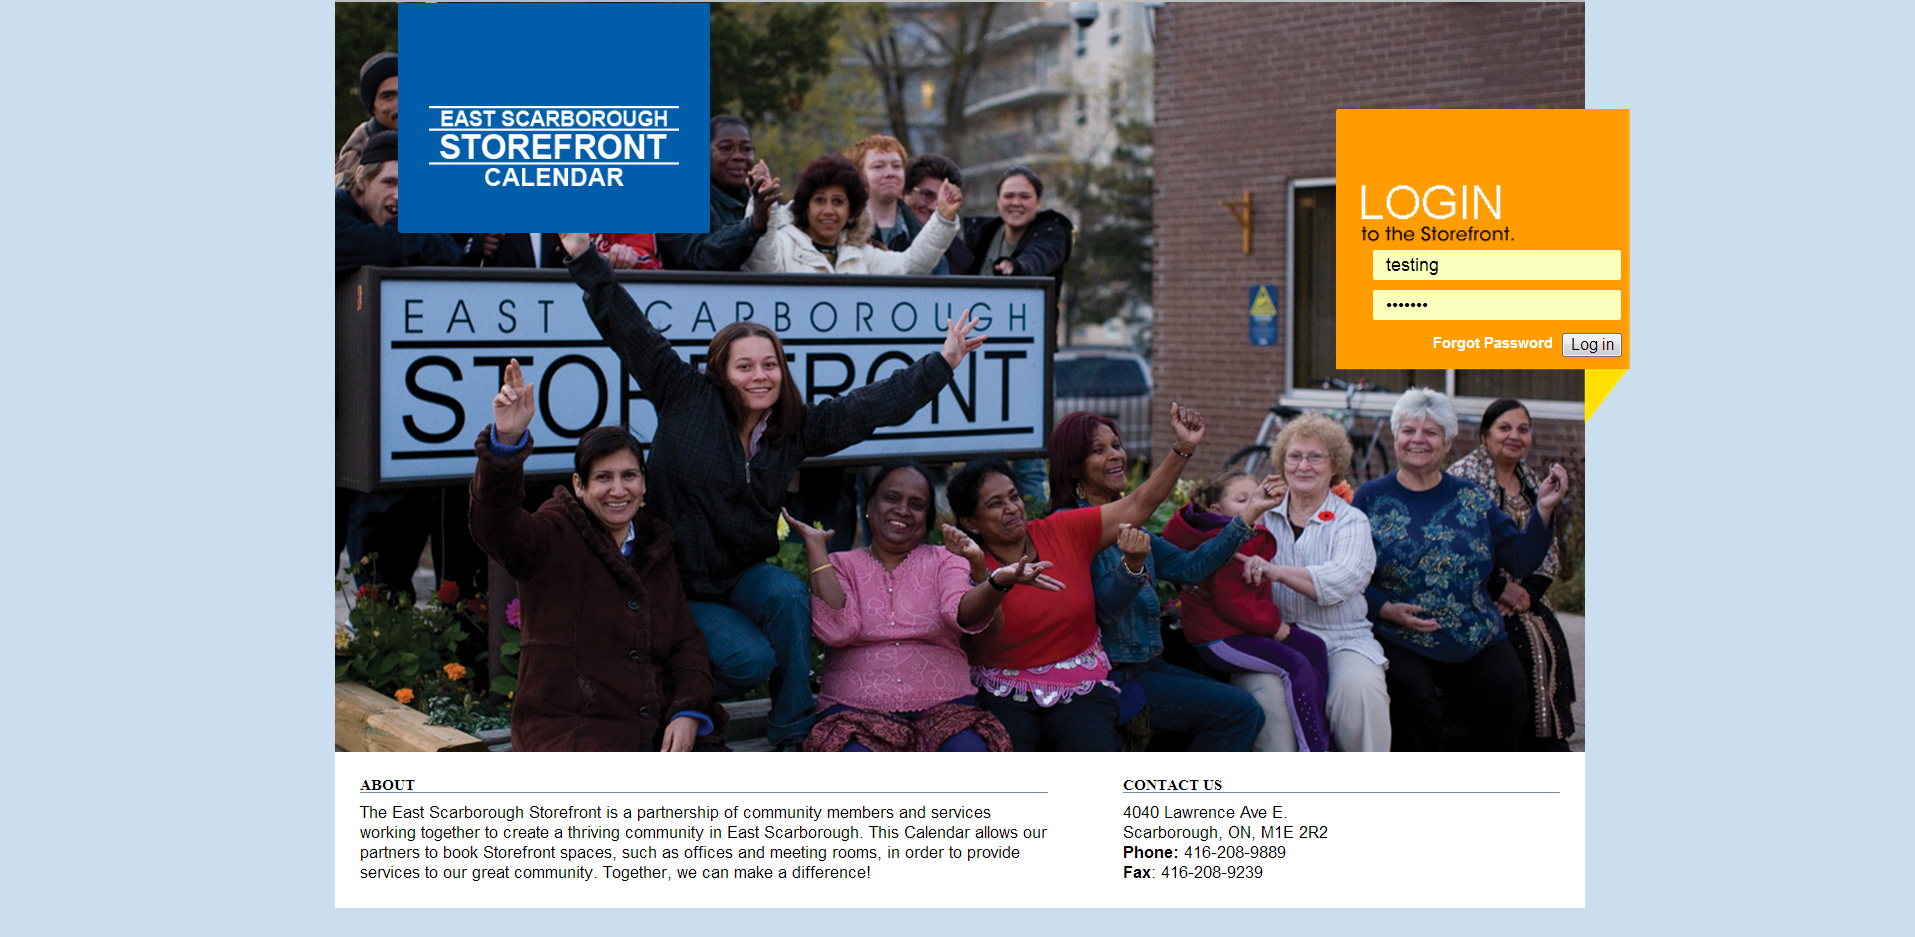 EAST SCARBOROUGH
STOREFRONT
CALENDAR
LOGIN
to the Storefront.
testing
•••••••
Forgot Password Log in
EAST SCARBOROUGH
STOREFRONT
ABOUT
The East Scarborough Storefront is a partnership of community members and services
working together to create a thriving community in East Scarborough. This Calendar allows our
partners to book Storefront spaces, such as offices and meeting rooms, in order to provide
services to our great community. Together, we can make a difference!
CONTACT US
4040 Lawrence Ave E.
Scarborough, ON, M1E 2R2
Phone: 416-208-9889
Fax: 416-208-9239